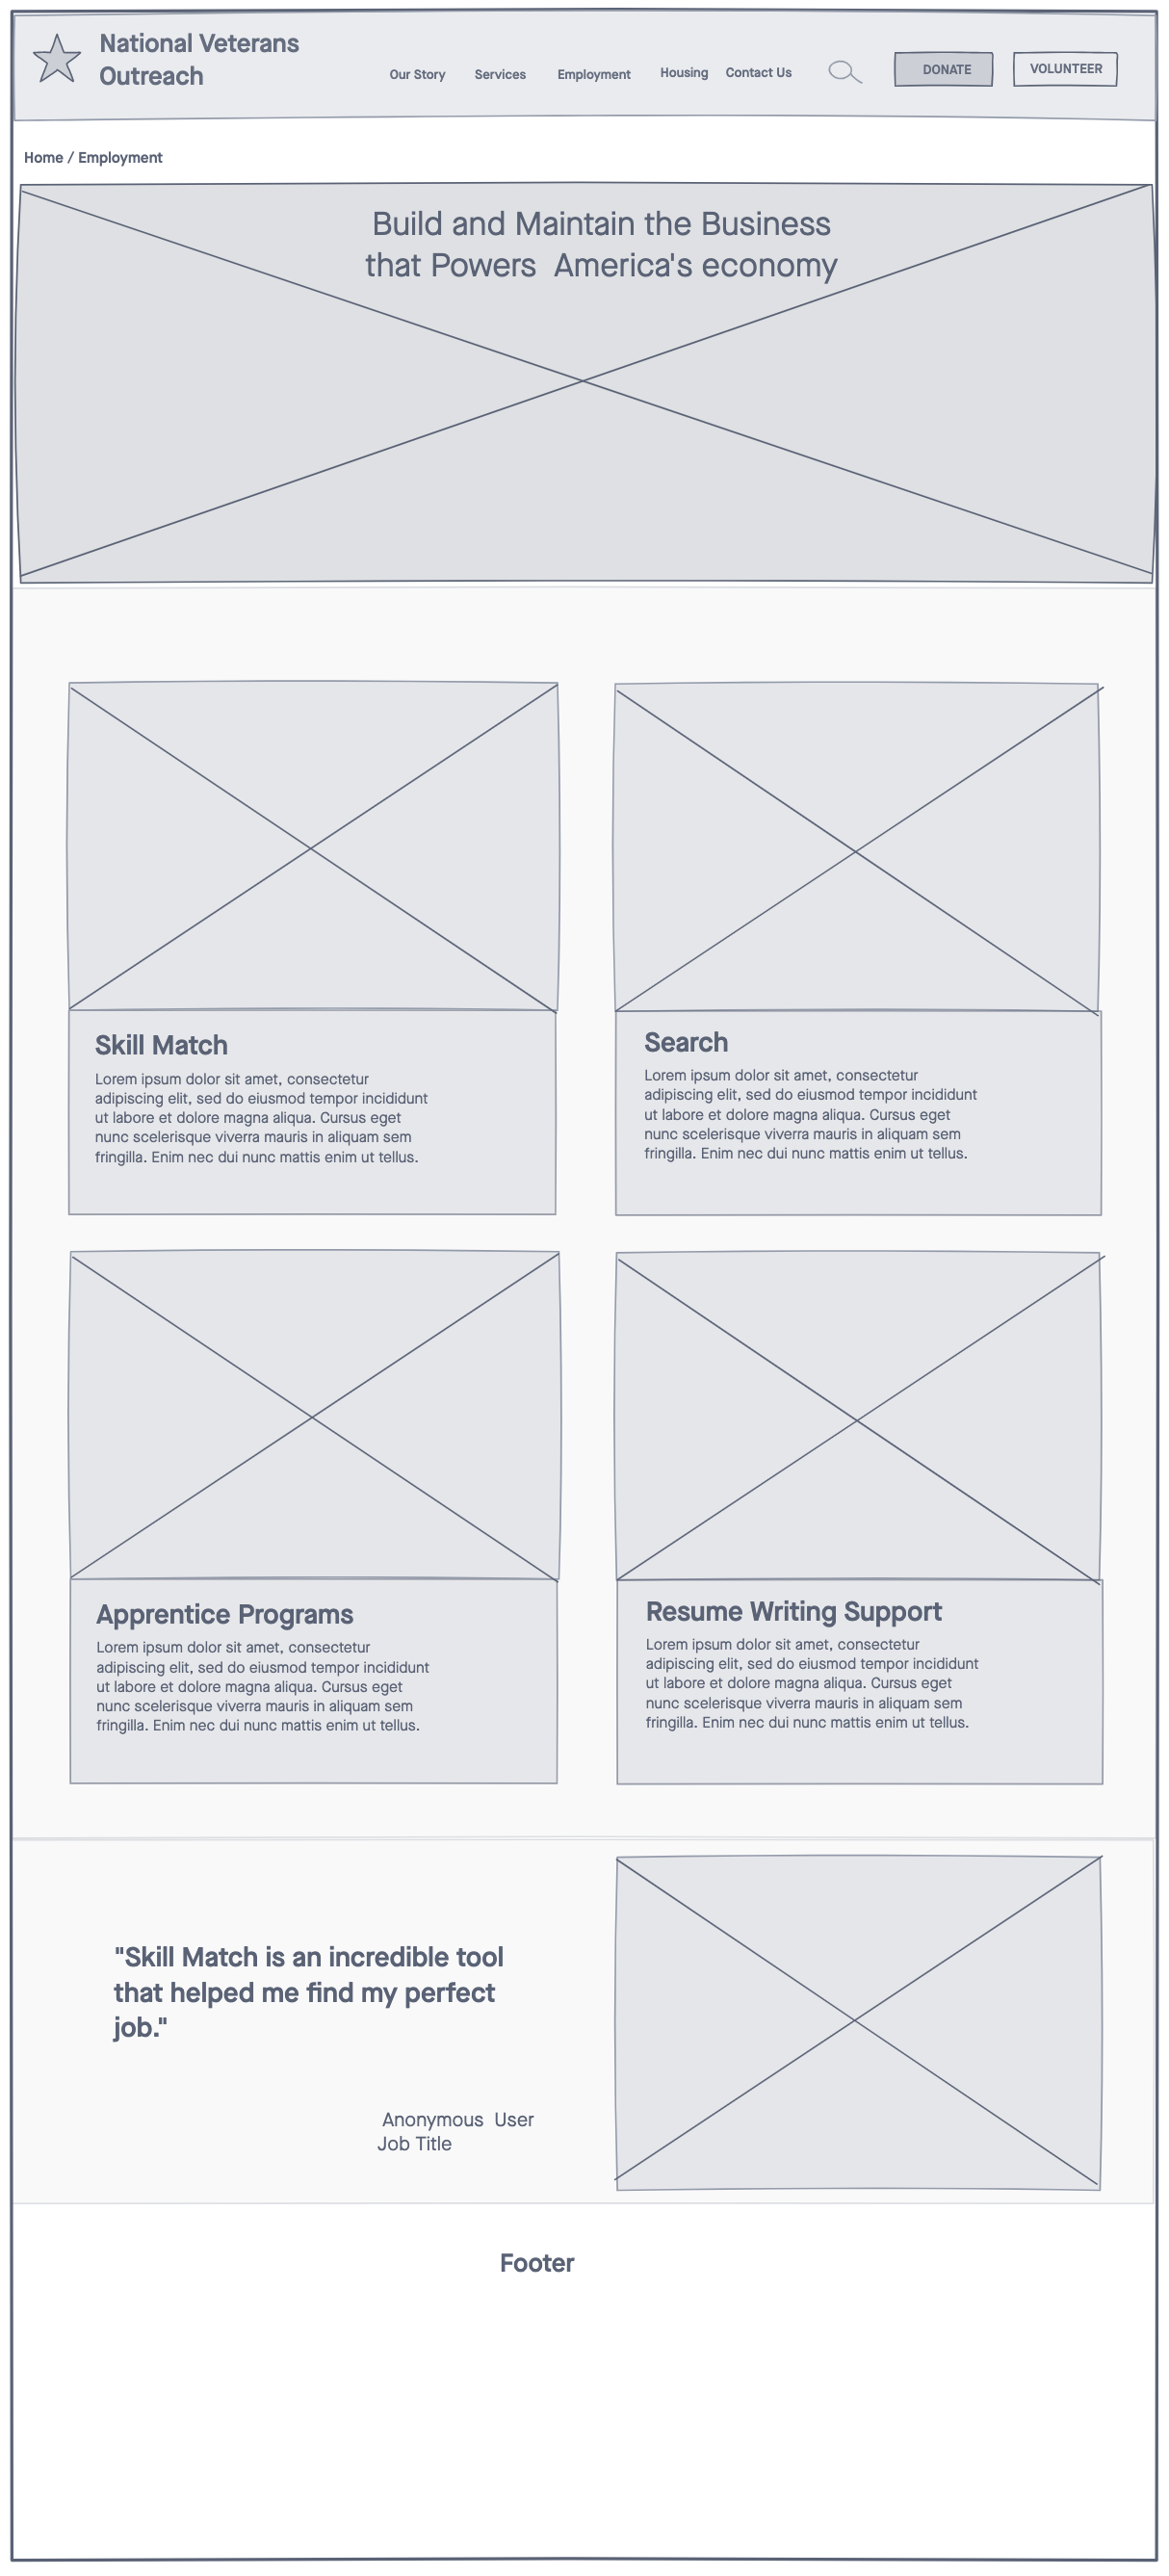 National Veterans
Outreach
Our Story Services Employment Housing Contact Us DONATE VOLUNTEER
Home / Employment
Build and Maintain the Business
that Powers America's economy
Skill Match
Lorem ipsum dolor sit amet, consectetur
adipiscing elit, sed do eiusmod tempor incididunt
ut labore et dolore magna aliqua. Cursus eget
nunc scelerisque viverra mauris in aliquam sem
fringilla. Enim nec dui nunc mattis enim ut tellus.
Search
Lorem ipsum dolor sit amet, consectetur
adipiscing elit, sed do eiusmod tempor incididunt
ut labore et dolore magna aliqua. Cursus eget
nunc scelerisque viverra mauris in aliquam sem
fringilla. Enim nec dui nunc mattis enim ut tellus.
Apprentice Programs
Lorem ipsum dolor sit amet, consectetur
adipiscing elit, sed do eiusmod tempor incididunt
ut labore et dolore magna aliqua. Cursus eget
nunc scelerisque viverra mauris in aliquam sem
fringilla. Enim nec dui nunc mattis enim ut tellus.
Resume Writing Support
Lorem ipsum dolor sit amet, consectetur
adipiscing elit, sed do eiusmod tempor incididunt
ut labore et dolore magna aliqua. Cursus eget
nunc scelerisque viverra mauris in aliquam sem
fringilla. Enim nec dui nunc mattis enim ut tellus.
"Skill Match is an incredible tool
that helped me find my perfect
job."
Anonymous User
Job Title
Footer